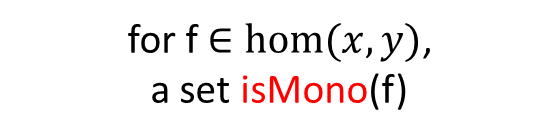 for f ∈ hom(x, y),
a set isMono(f)